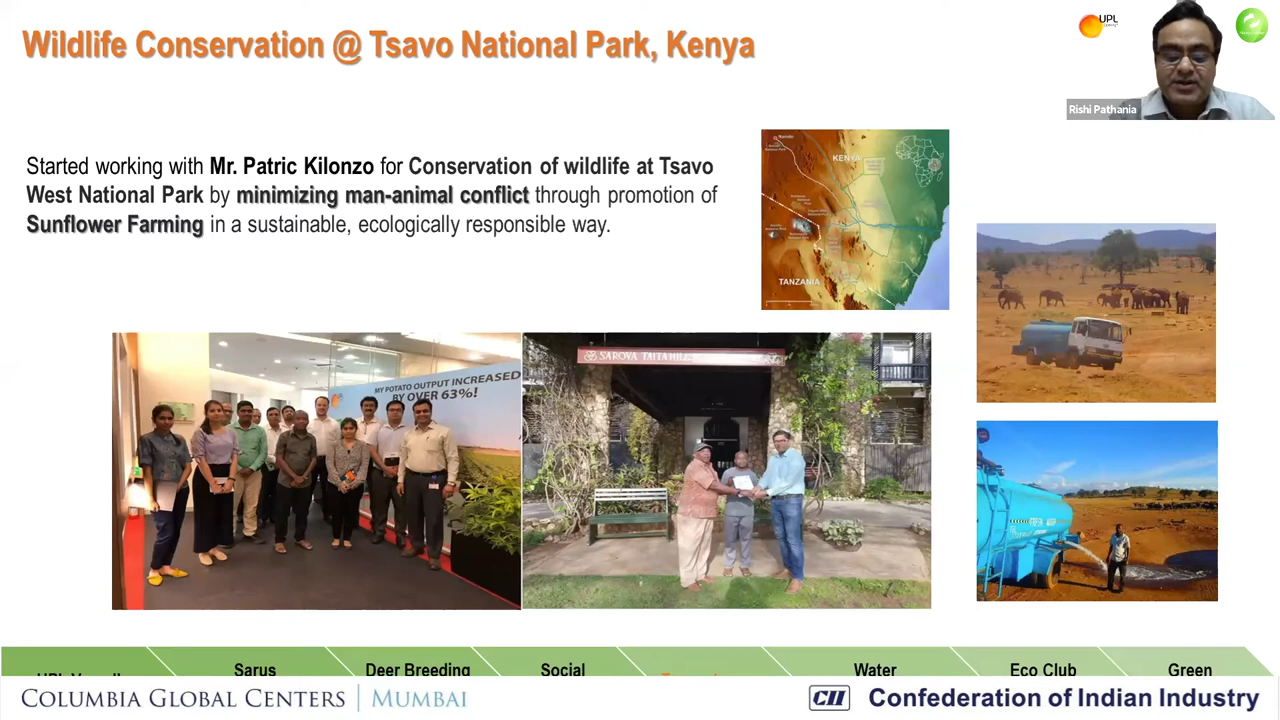 Wildlife Conservation @ Tsavo National Park, Kenya
UPL
Rishi Pathania
Started working with Mr. Patric Kilonzo for Conservation of wildlife at Tsavo
West National Park by minimizing man-animal conflict through promotion of
Sunflower Farming in a sustainable, ecologically responsible way.
KENYA
TANZANIA
MY POTATO OUTPUT INCREASED
BY OVER 63%!
SAROVA TAITA HILLS
Sarus
Deer Breeding
Social
Water
Eco Club
Green
COLUMBIA GLOBAL CENTERS | MUMBAI
CII Confederation of Indian Industry